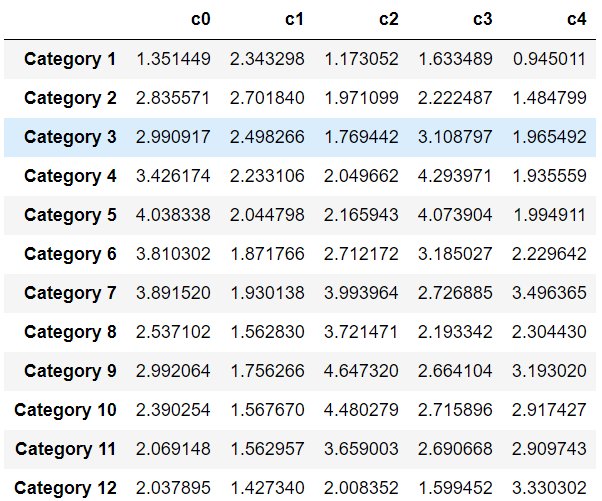 c0 c1 c2 c3 c4
Category 1 1.351449 2.343298 1.173052 1.633489 0.945011
Category 2 2.835571 2.701840 1.971099 2.222487 1.484799
Category 3 2.990917 2.498266 1.769442 3.108797 1.965492
Category 4 3.426174 2.233106 2.049662 4.293971 1.935559
Category 5 4.038338 2.044798 2.165943 4.073904 1.994911
Category 6 3.810302 1.871766 2.712172 3.185027 2.229642
Category 7 3.891520 1.930138 3.993964 2.726885 3.496365
Category 8 2.537102 1.562830 3.721471 2.193342 2.304430
Category 9 2.992064 1.756266 4.647320 2.664104 3.193020
Category 10 2.390254 1.567670 4.480279 2.715896 2.917427
Category 11 2.069148 1.562957 3.659003 2.690668 2.909743
Category 12 2.037895 1.427340 2.008352 1.599452 3.330302